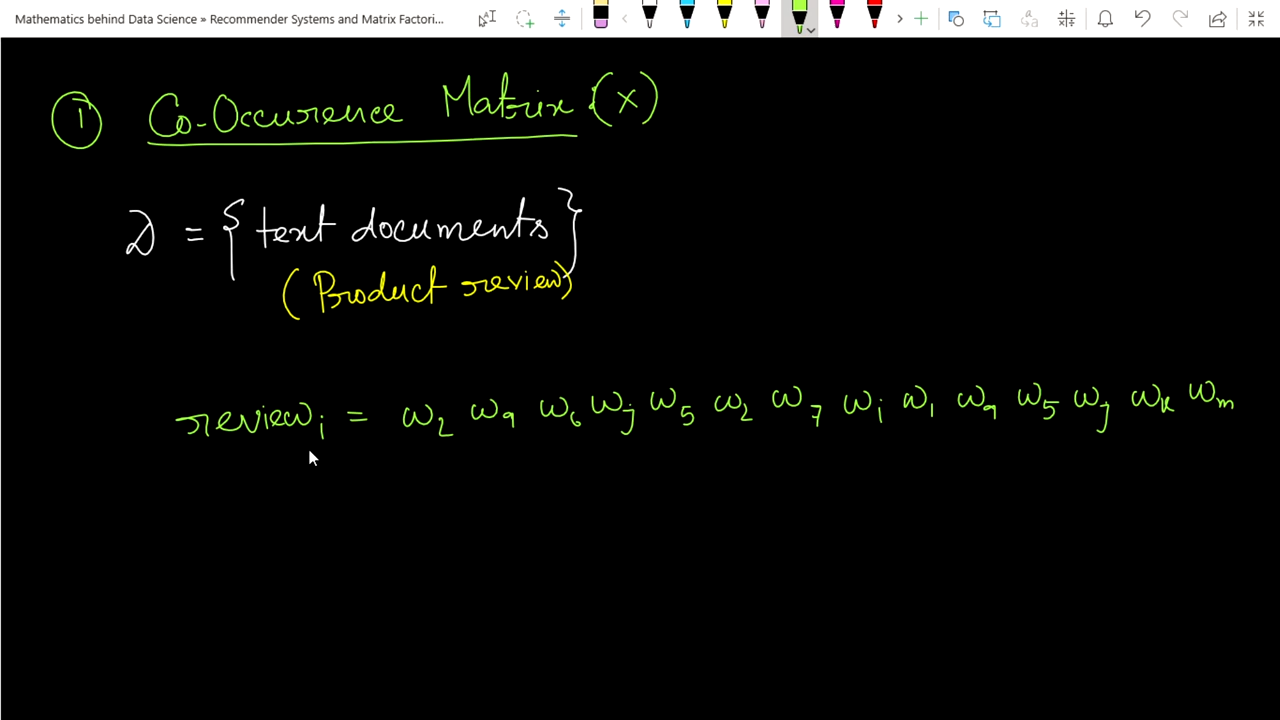 Mathematics behind Data Science » Recommender Systems and Matrix Factori...
① Co-Occurence Matrix (X)
D = { text documents }
(Product review)
review_i = w_2 w_9 w_6 w_j w_5 w_2 w_7 w_i w_1 w_9 w_5 w_j w_k w_m